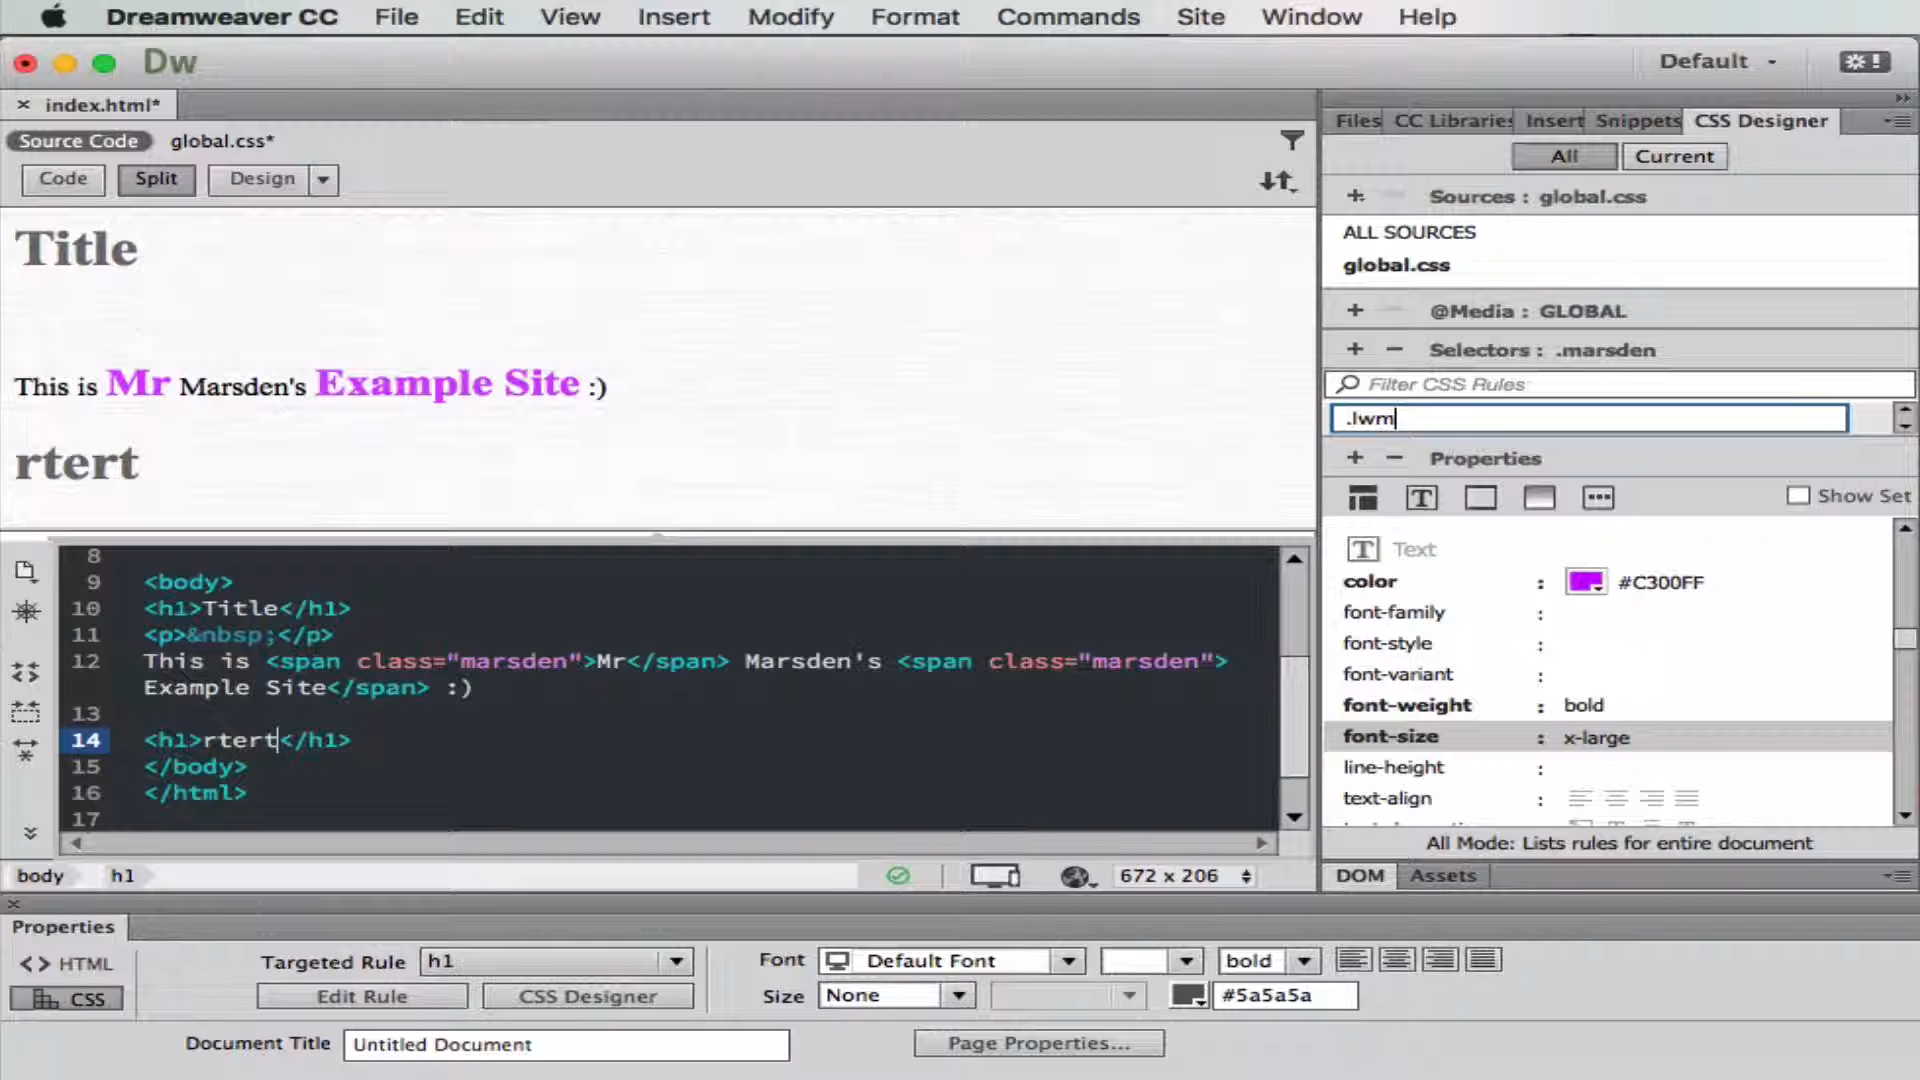 Dreamweaver CC File Edit View Insert Modify Format Commands Site Window Help
Dw Default
index.html*
Source Code global.css*
Code Split Design
Title
This is Mr Marsden's Example Site :)
rtert
8
9 <body>
10 <h1>Title</h1>
11 <p>&nbsp;</p>
12 This is <span class="marsden">Mr</span> Marsden's <span class="marsden">
Example Site</span> :)
13
14 <h1>rtert</h1>
15 </body>
16 </html>
17
body h1 672 x 206
Files CC Libraries Insert Snippets CSS Designer
All Current
Sources : global.css
ALL SOURCES
global.css
@Media : GLOBAL
Selectors : .marsden
Filter CSS Rules
.lwm
Properties
Show Set
Text
color : #C300FF
font-family :
font-style :
font-variant :
font-weight : bold
font-size : x-large
line-height :
text-align :
All Mode: Lists rules for entire document
DOM Assets
Properties
<> HTML Targeted Rule h1 Font Default Font bold
CSS Edit Rule CSS Designer Size None #5a5a5a
Document Title Untitled Document Page Properties...